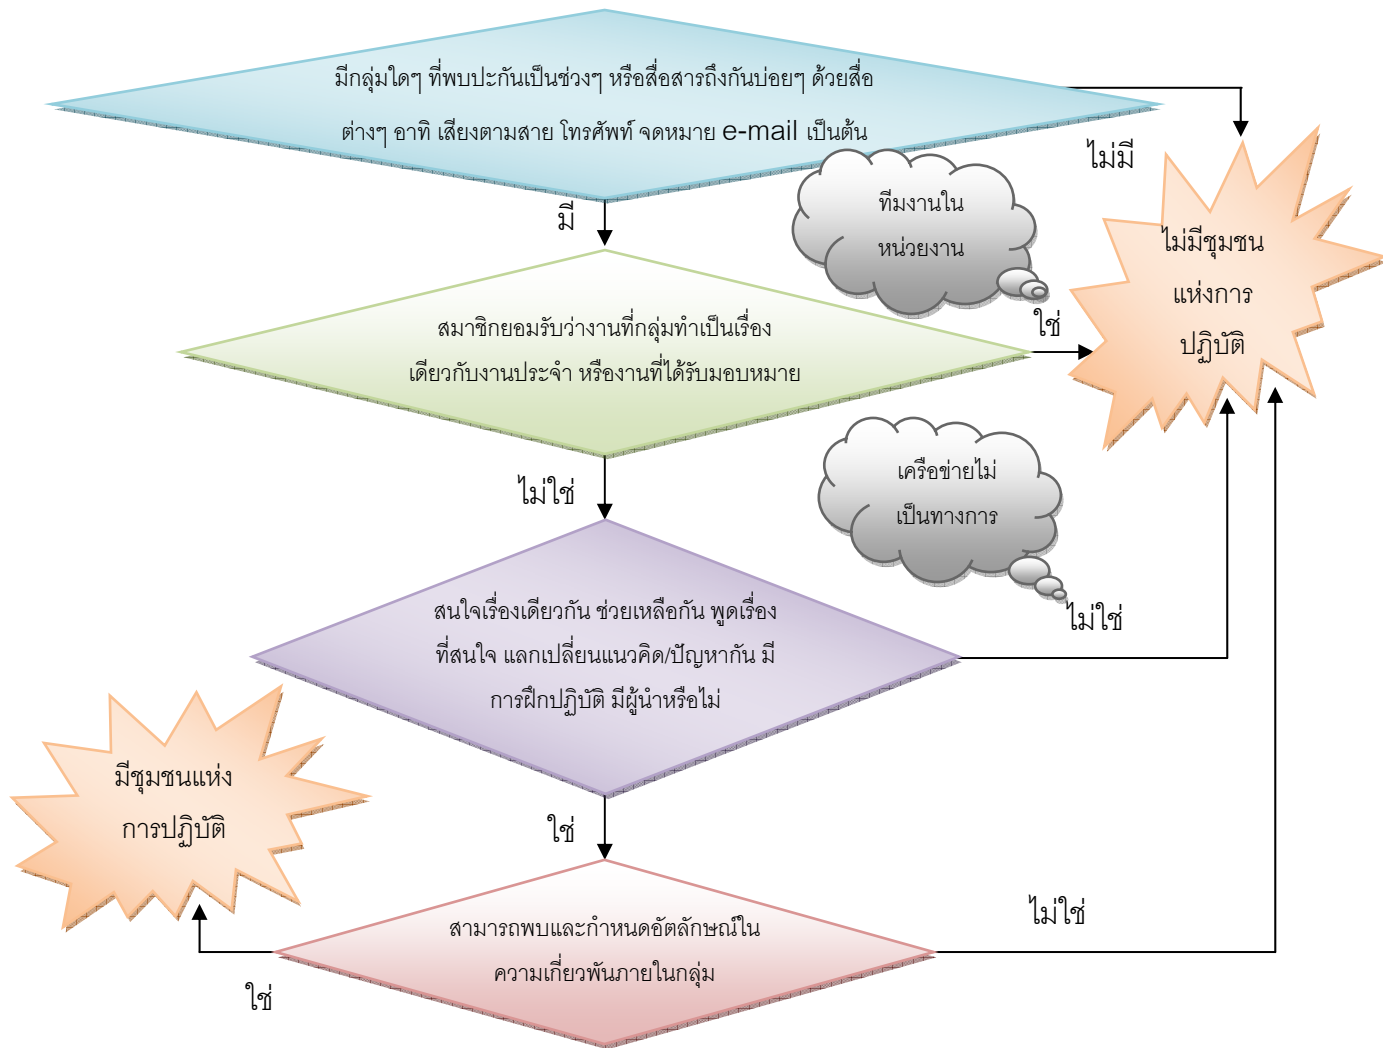 มีกลุ่มใดๆ ที่พบปะกันเป็นช่วงๆ หรือสื่อสารถึงกันบ่อยๆ ด้วยสื่อ
ต่างๆ อาทิ เสียงตามสาย โทรศัพท์ จดหมาย e-mail เป็นต้น
ไม่มี
มี
ทีมงานใน
หน่วยงาน
ไม่มีชุมชน
แห่งการ
ปฏิบัติ
สมาชิกยอมรับว่างานที่กลุ่มทำเป็นเรื่อง
เดียวกับงานประจำ หรืองานที่ได้รับมอบหมาย
ใช่
ไม่ใช่
เครือข่ายไม่
เป็นทางการ
สนใจเรื่องเดียวกัน ช่วยเหลือกัน พูดเรื่อง
ที่สนใจ แลกเปลี่ยนแนวคิด/ปัญหากัน มี
การฝึกปฏิบัติ มีผู้นำหรือไม่
ไม่ใช่
ใช่
มีชุมชนแห่ง
การปฏิบัติ
สามารถพบและกำหนดอัตลักษณ์ใน
ความเกี่ยวพันภายในกลุ่ม
ไม่ใช่
ใช่